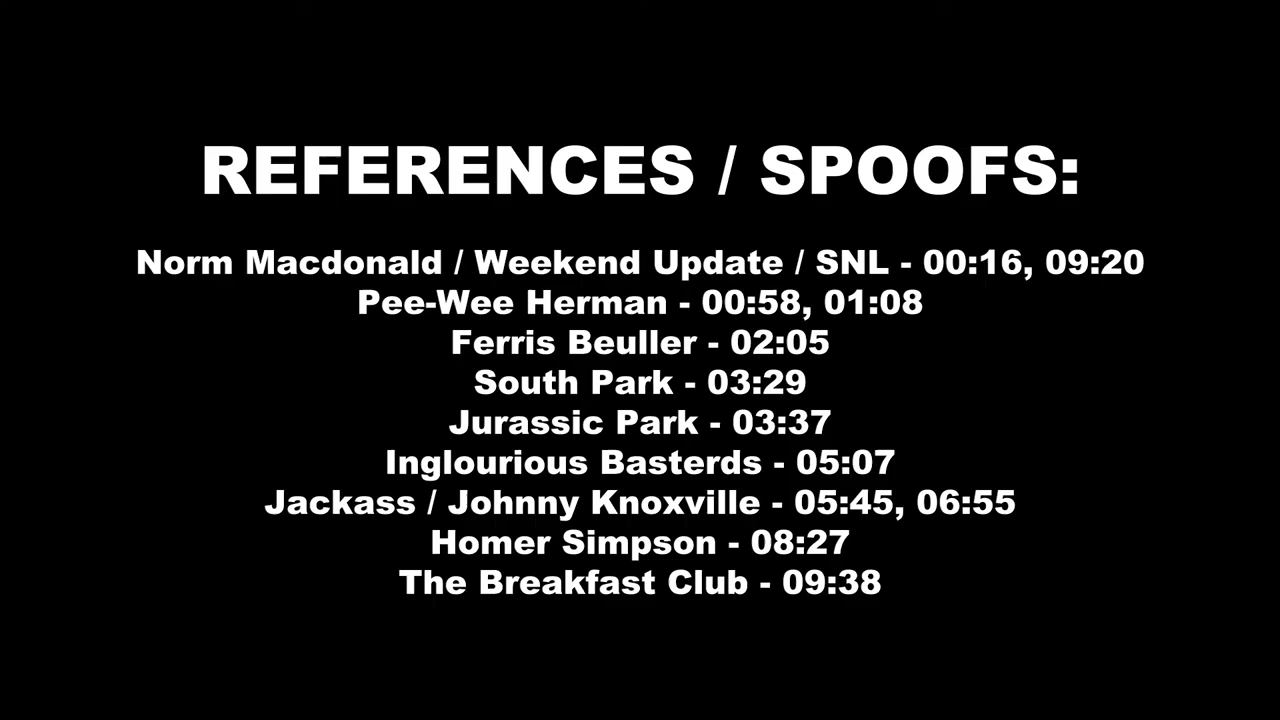 REFERENCES / SPOOFS:
Norm Macdonald / Weekend Update / SNL - 00:16, 09:20
Pee-Wee Herman - 00:58, 01:08
Ferris Beuller - 02:05
South Park - 03:29
Jurassic Park - 03:37
Inglourious Basterds - 05:07
Jackass / Johnny Knoxville - 05:45, 06:55
Homer Simpson - 08:27
The Breakfast Club - 09:38